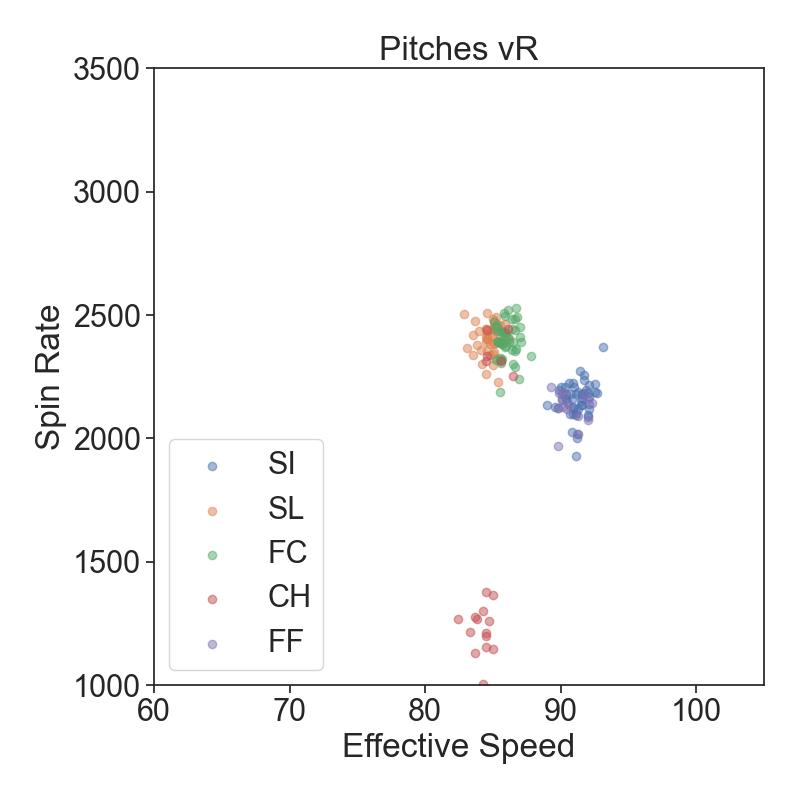 Pitches vR
3500
3000
2500
2000
1500
1000
Spin Rate
SI
SL
FC
CH
FF
60 70 80 90 100
Effective Speed